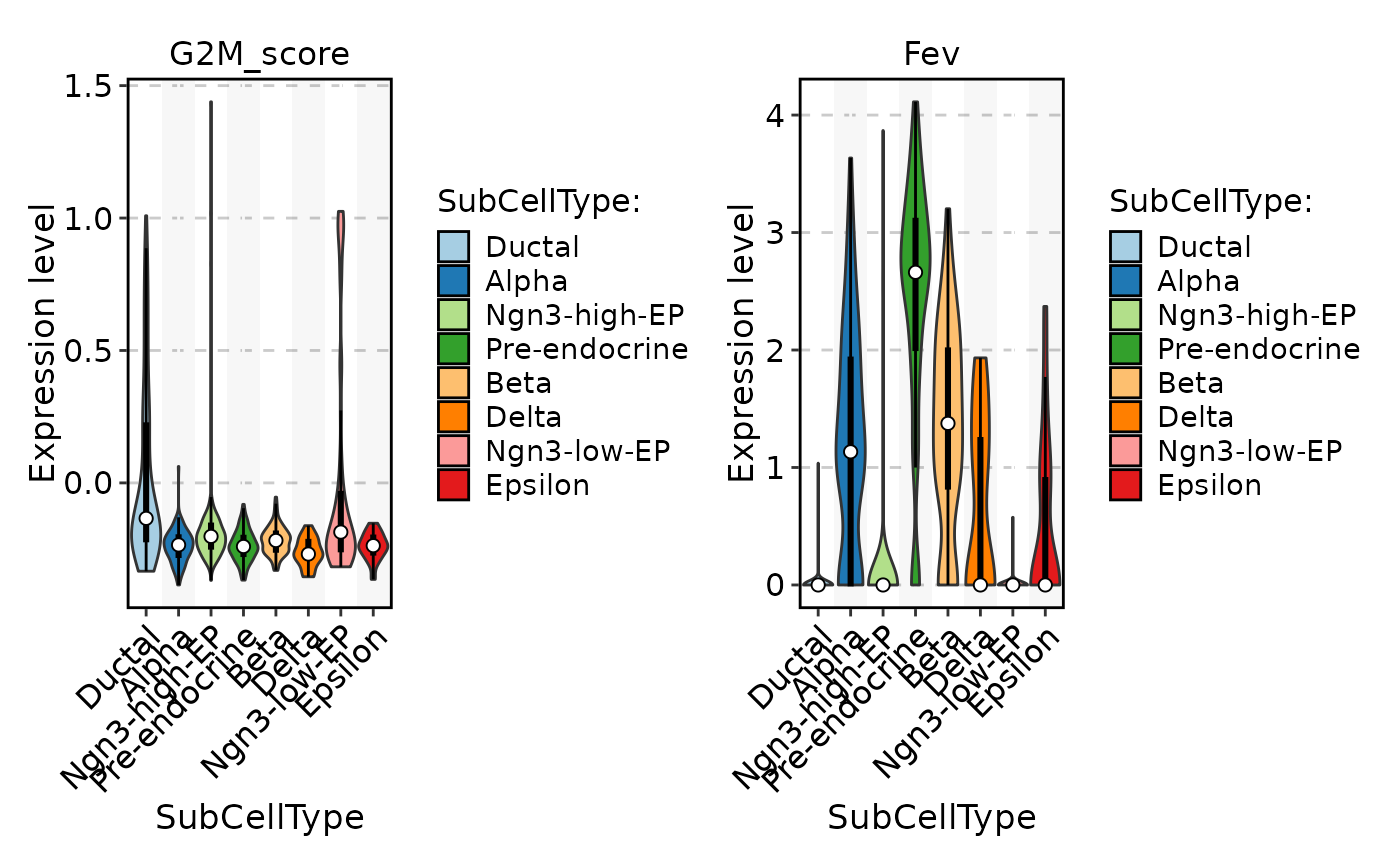 G2M_score
Expression level
1.5
1.0
0.5
0.0
Ductal
Alpha
Ngn3-high-EP
Pre-endocrine
Beta
Delta
Ngn3-low-EP
Epsilon
SubCellType
SubCellType:
Ductal
Alpha
Ngn3-high-EP
Pre-endocrine
Beta
Delta
Ngn3-low-EP
Epsilon
Fev
Expression level
4
3
2
1
0
Ductal
Alpha
Ngn3-high-EP
Pre-endocrine
Beta
Delta
Ngn3-low-EP
Epsilon
SubCellType
SubCellType:
Ductal
Alpha
Ngn3-high-EP
Pre-endocrine
Beta
Delta
Ngn3-low-EP
Epsilon